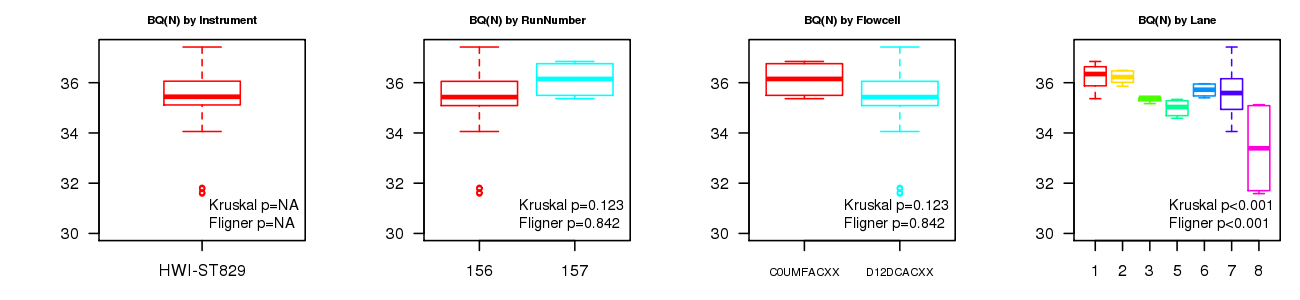 BQ(N) by Instrument
36
34
32
30
Kruskal p=NA
Fligner p=NA
HWI-ST829
BQ(N) by RunNumber
36
34
32
30
Kruskal p=0.123
Fligner p=0.842
156 157
BQ(N) by Flowcell
36
34
32
30
Kruskal p=0.123
Fligner p=0.842
C0UMFACXX D12DCACXX
BQ(N) by Lane
36
34
32
30
Kruskal p<0.001
Fligner p<0.001
1 2 3 5 6 7 8